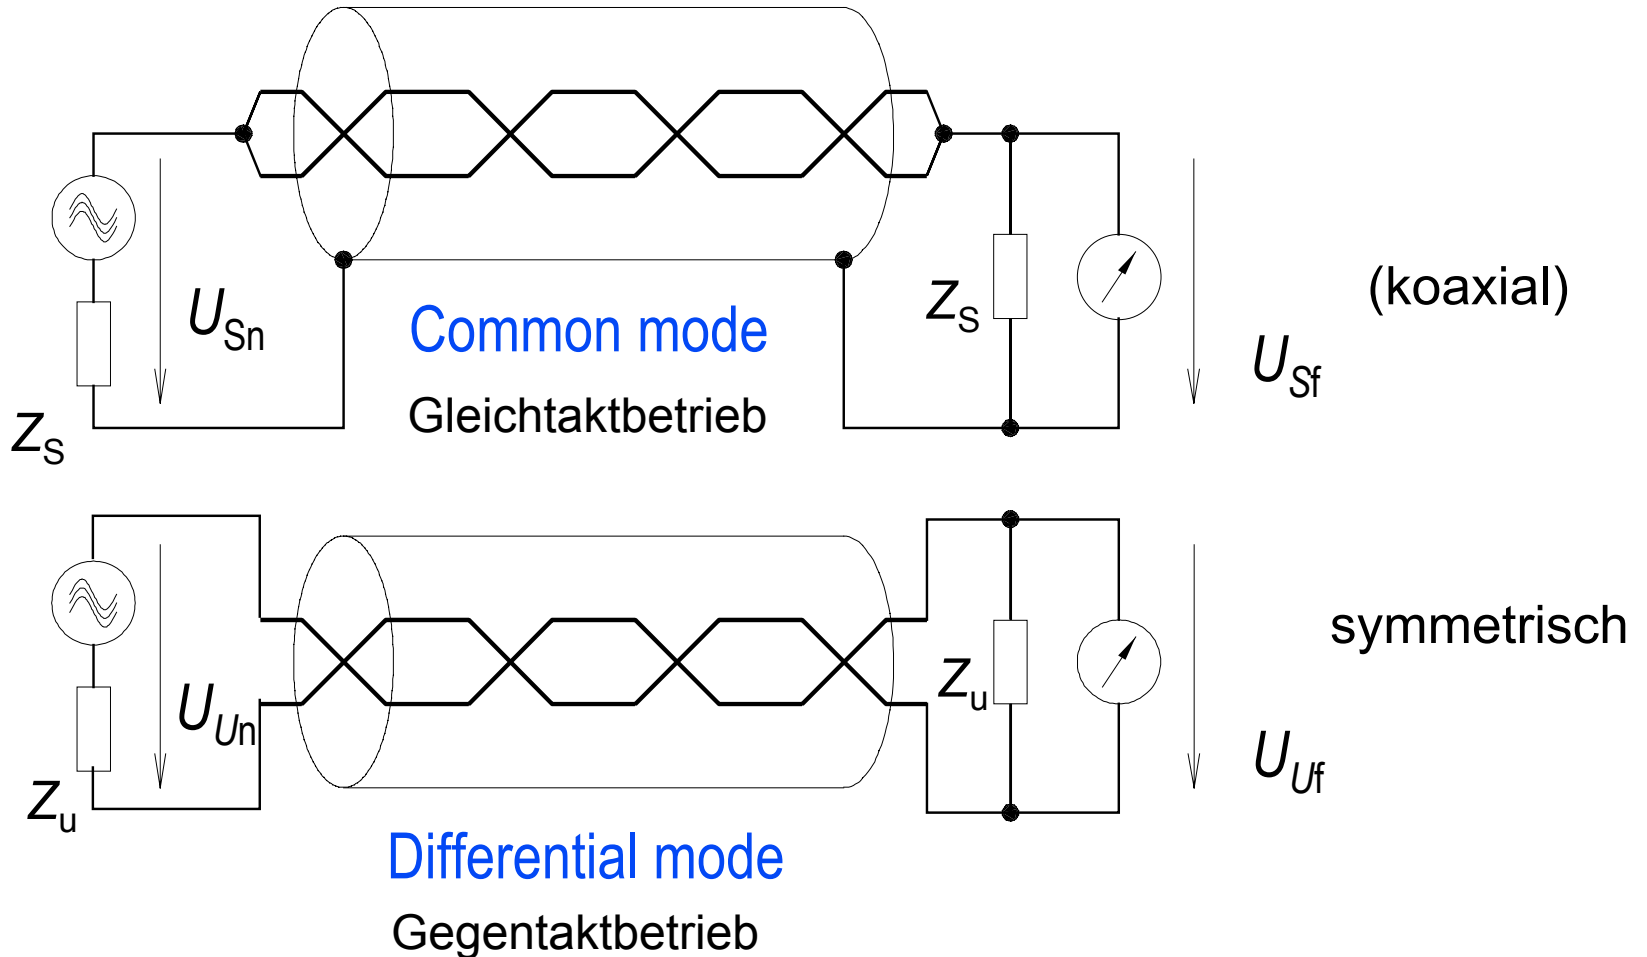 U_Sn
Common mode
Z_S
(koaxial)
U_Sf
Gleichtaktbetrieb
Z_S
symmetrisch
U_Un
Z_u
U_Uf
Z_u
Differential mode
Gegentaktbetrieb